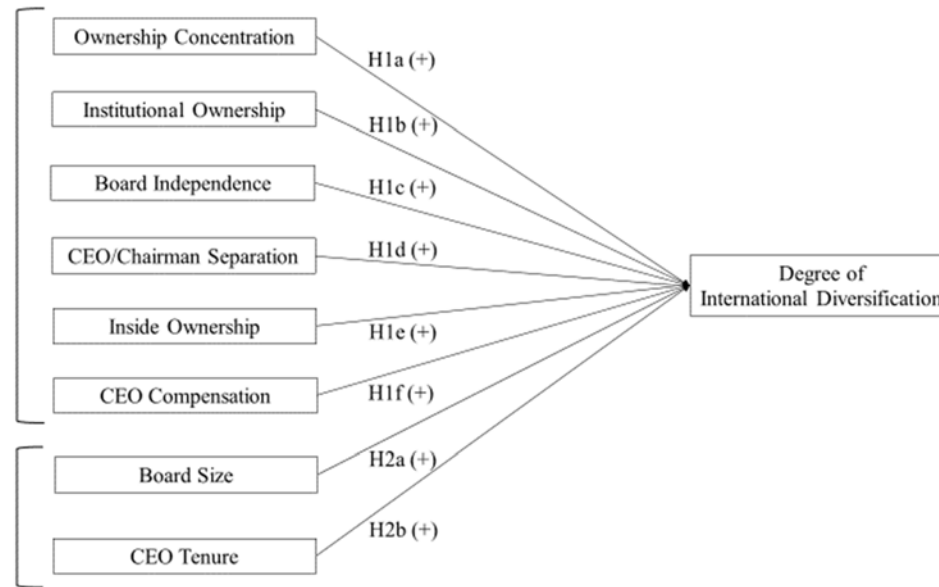 Ownership Concentration
H1a (+)
Institutional Ownership
H1b (+)
Board Independence
H1c (+)
CEO/Chairman Separation
H1d (+)
Degree of
International Diversification
Inside Ownership
H1e (+)
CEO Compensation
H1f (+)
Board Size
H2a (+)
CEO Tenure
H2b (+)